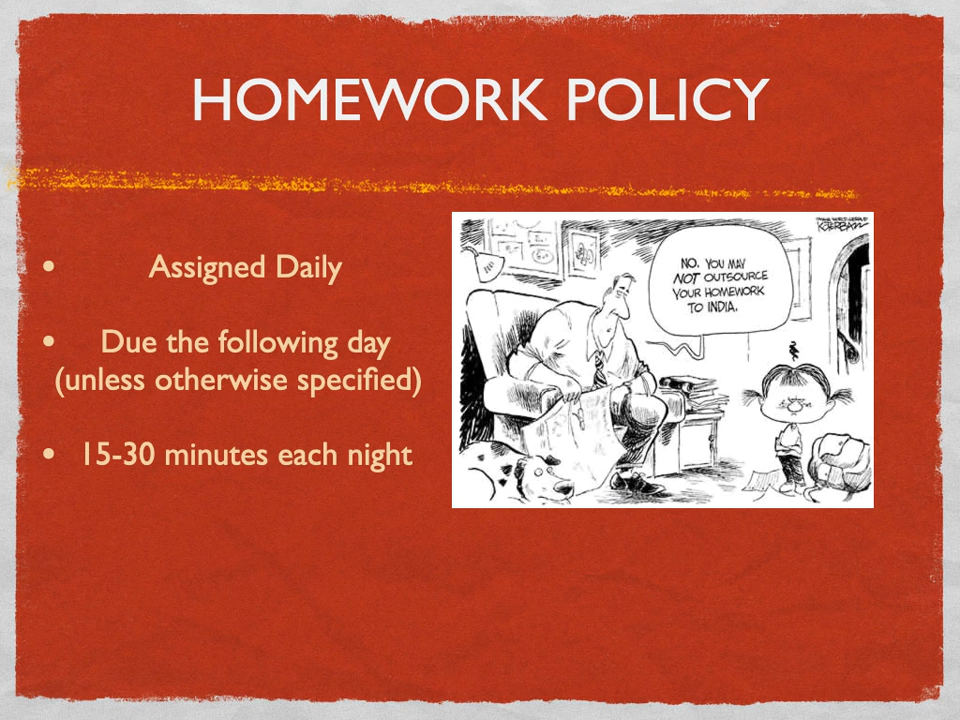 HOMEWORK POLICY
• Assigned Daily
• Due the following day
(unless otherwise specified)
• 15-30 minutes each night
NO. YOU MAY
NOT OUTSOURCE
YOUR HOMEWORK
TO INDIA.
KOTERBA